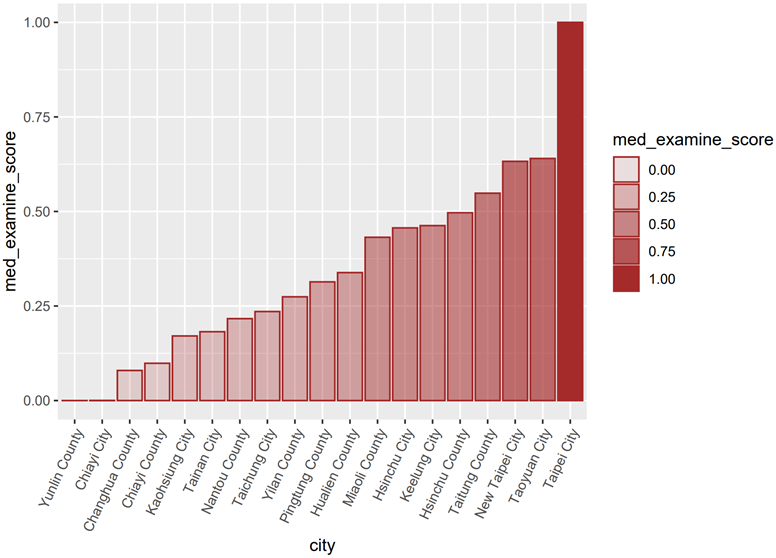 med_examine_score
1.00
0.75
0.50
0.25
0.00
Yunlin County
Chiayi City
Changhua County
Chiayi County
Kaohsiung City
Tainan City
Nantou County
Taichung City
Yilan County
Pingtung County
Hualien County
Miaoli County
Hsinchu City
Keelung City
Hsinchu County
Taitung County
New Taipei City
Taoyuan City
Taipei City
city
med_examine_score
0.00
0.25
0.50
0.75
1.00